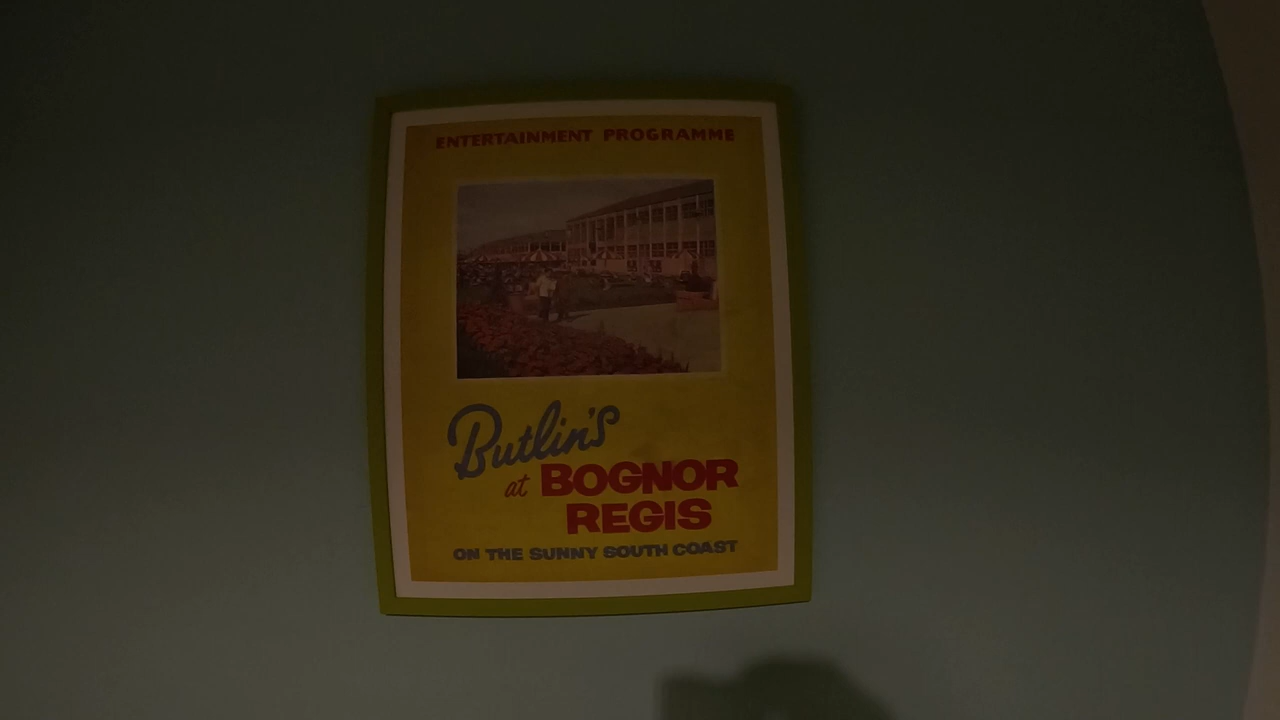 ENTERTAINMENT PROGRAMME
Butlin's
at BOGNOR
REGIS
ON THE SUNNY SOUTH COAST